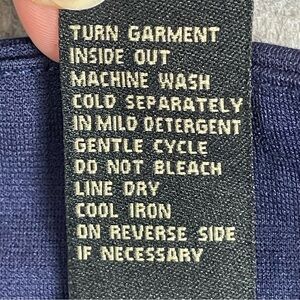 TURN GARMENT
INSIDE OUT
MACHINE WASH
COLD SEPARATELY
IN MILD DETERGENT
GENTLE CYCLE
DO NOT BLEACH
LINE DRY
COOL IRON
ON REVERSE SIDE
IF NECESSARY